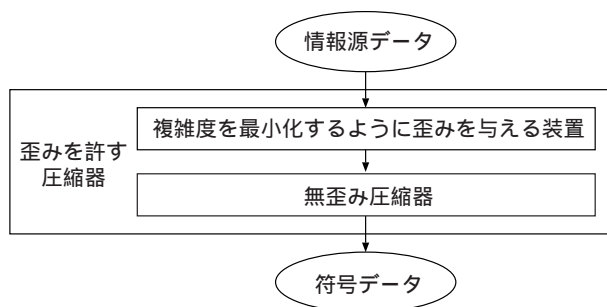 情報源データ
複雑度を最小化するように歪みを与える装置
歪みを許す
圧縮器
無歪み圧縮器
符号データ